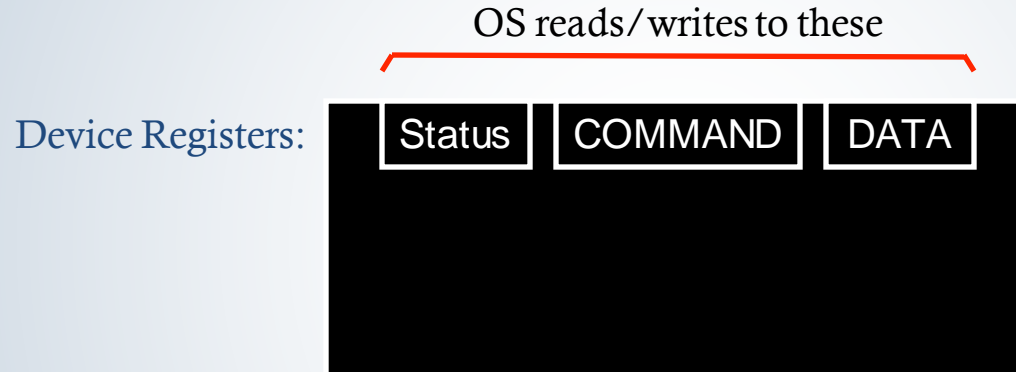 OS reads/writes to these
Device Registers: Status COMMAND DATA